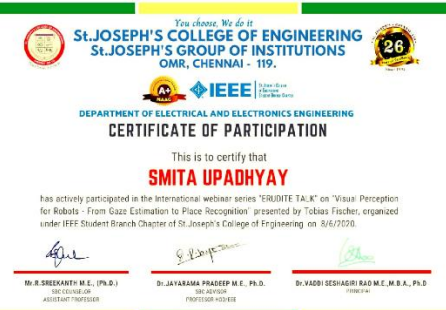 You choose, We do it
St.JOSEPH'S COLLEGE OF ENGINEERING
St.JOSEPH'S GROUP OF INSTITUTIONS
OMR, CHENNAI - 119.
26
A+
NAAC
IEEE
DEPARTMENT OF ELECTRICAL AND ELECTRONICS ENGINEERING
CERTIFICATE OF PARTICIPATION
This is to certify that
SMITA UPADHYAY
has actively participated in the International webinar series "ERUDITE TALK" on "Visual Perception
for Robots - From Gaze Estimation to Place Recognition" presented by Tobias Fischer, organized
under IEEE Student Branch Chapter of St.Joseph's College of Engineering on 8/6/2020.
Mr.R.SREEKANTH M.E., (Ph.D.)
SBC COUNSELOR
ASSISTANT PROFESSOR
Dr.JAYARAMA PRADEEP M.E., Ph.D.
SBC ADVISOR
PROFESSOR HOD/EEE
Dr.VADDI SESHAGIRI RAO M.E.,M.B.A., Ph.D
PRINCIPAL